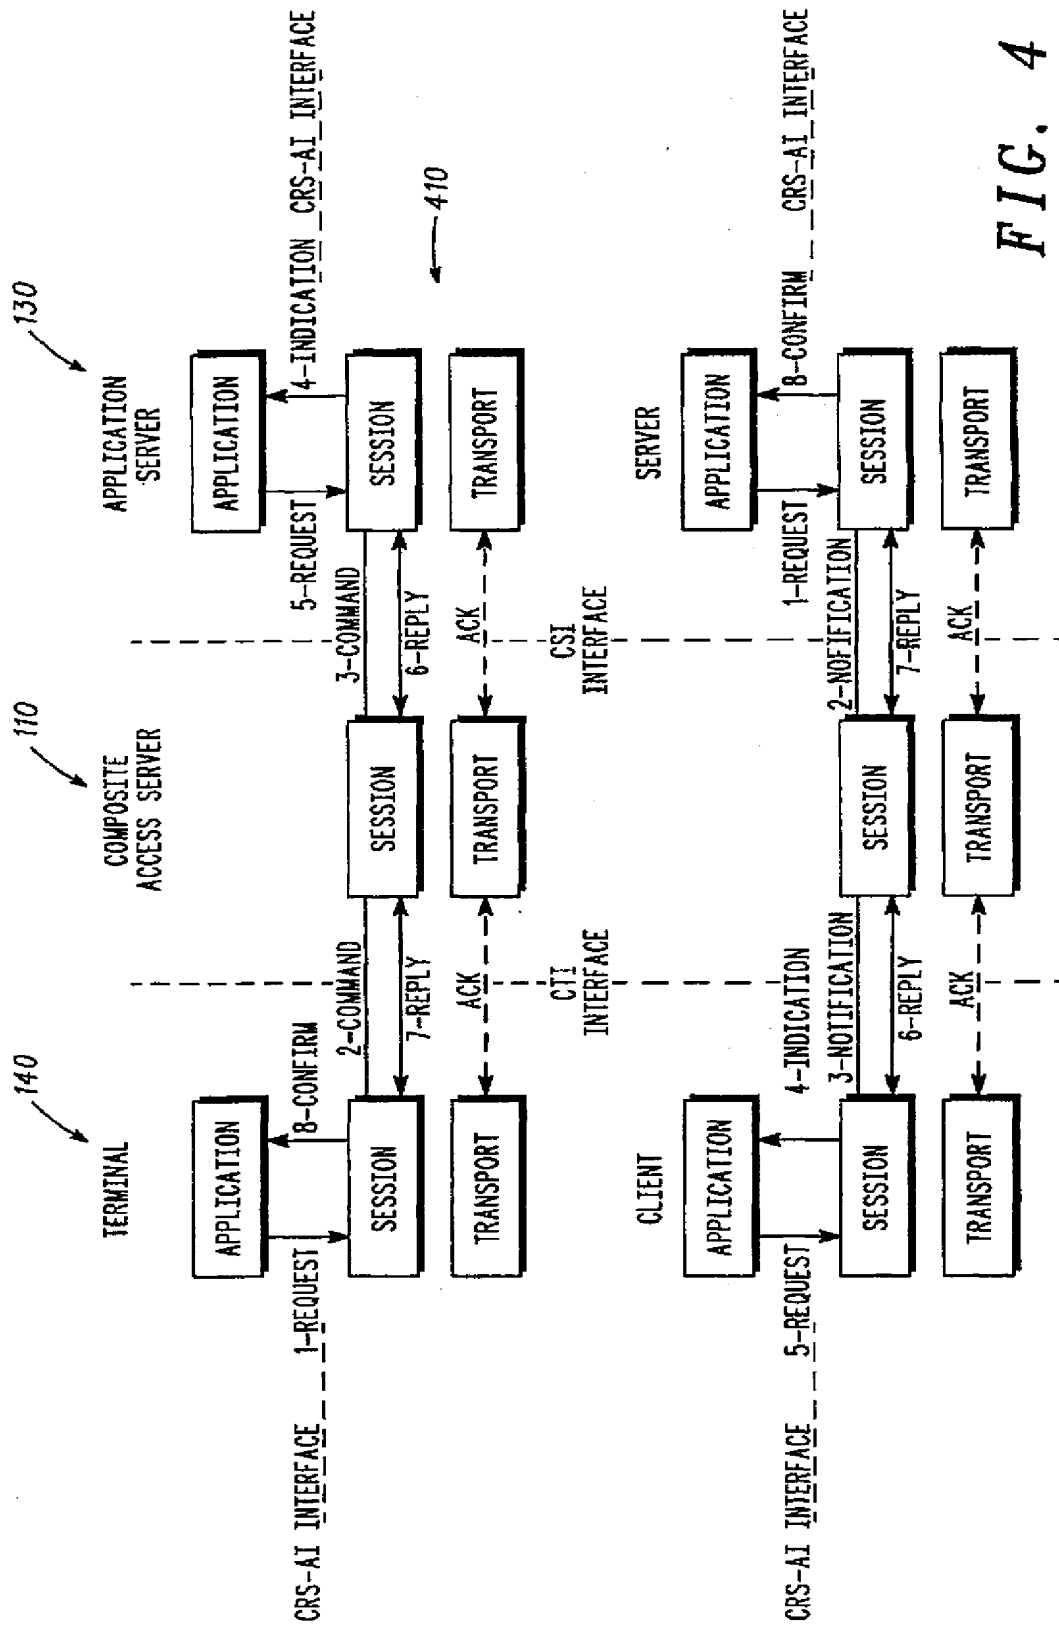 140
110
130
TERMINAL
COMPOSITE
ACCESS SERVER
APPLICATION
SERVER
APPLICATION
APPLICATION
CRS-AI INTERFACE
1-REQUEST
8-CONFIRM
5-REQUEST
4-INDICATION
CRS-AI INTERFACE
2-COMMAND
3-COMMAND
SESSION
SESSION
SESSION
7-REPLY
6-REPLY
410
TRANSPORT
ACK
TRANSPORT
ACK
TRANSPORT
CTI
INTERFACE
CSI
INTERFACE
CLIENT
SERVER
APPLICATION
APPLICATION
CRS-AI INTERFACE
5-REQUEST
4-INDICATION
1-REQUEST
8-CONFIRM
CRS-AI INTERFACE
3-NOTIFICATION
2-NOFIFICATION
SESSION
SESSION
SESSION
6-REPLY
7-REPLY
TRANSPORT
ACK
TRANSPORT
ACK
TRANSPORT
FIG. 4